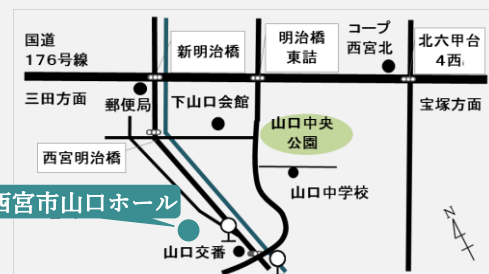 国道
176号線
新明治橋
明治橋
東詰
コープ
西宮北
北六甲台
4西
三田方面
郵便局
下山口会館
山口中央
公園
宝塚方面
西宮明治橋
山口中学校
西宮市山口ホール
山口交番
N